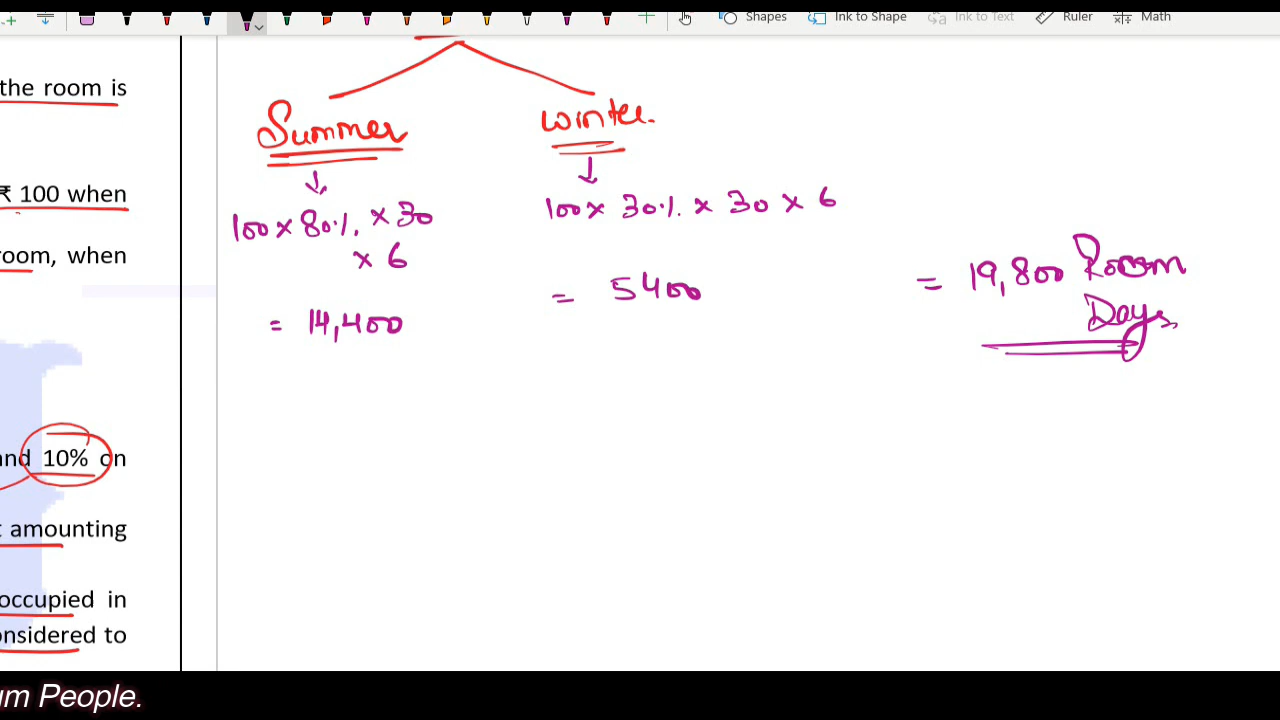 Shapes
Ink to Shape
Ink to Text
Ruler
Math
the room is
₹ 100 when
room, when
and 10% on
amounting
occupied in
onsidered to
Summer
winter.
100 x 80%. x 30
x 6
= 14,400
100 x 30%. x 30 x 6
= 5400
= 19,800 Room
Days
um People.